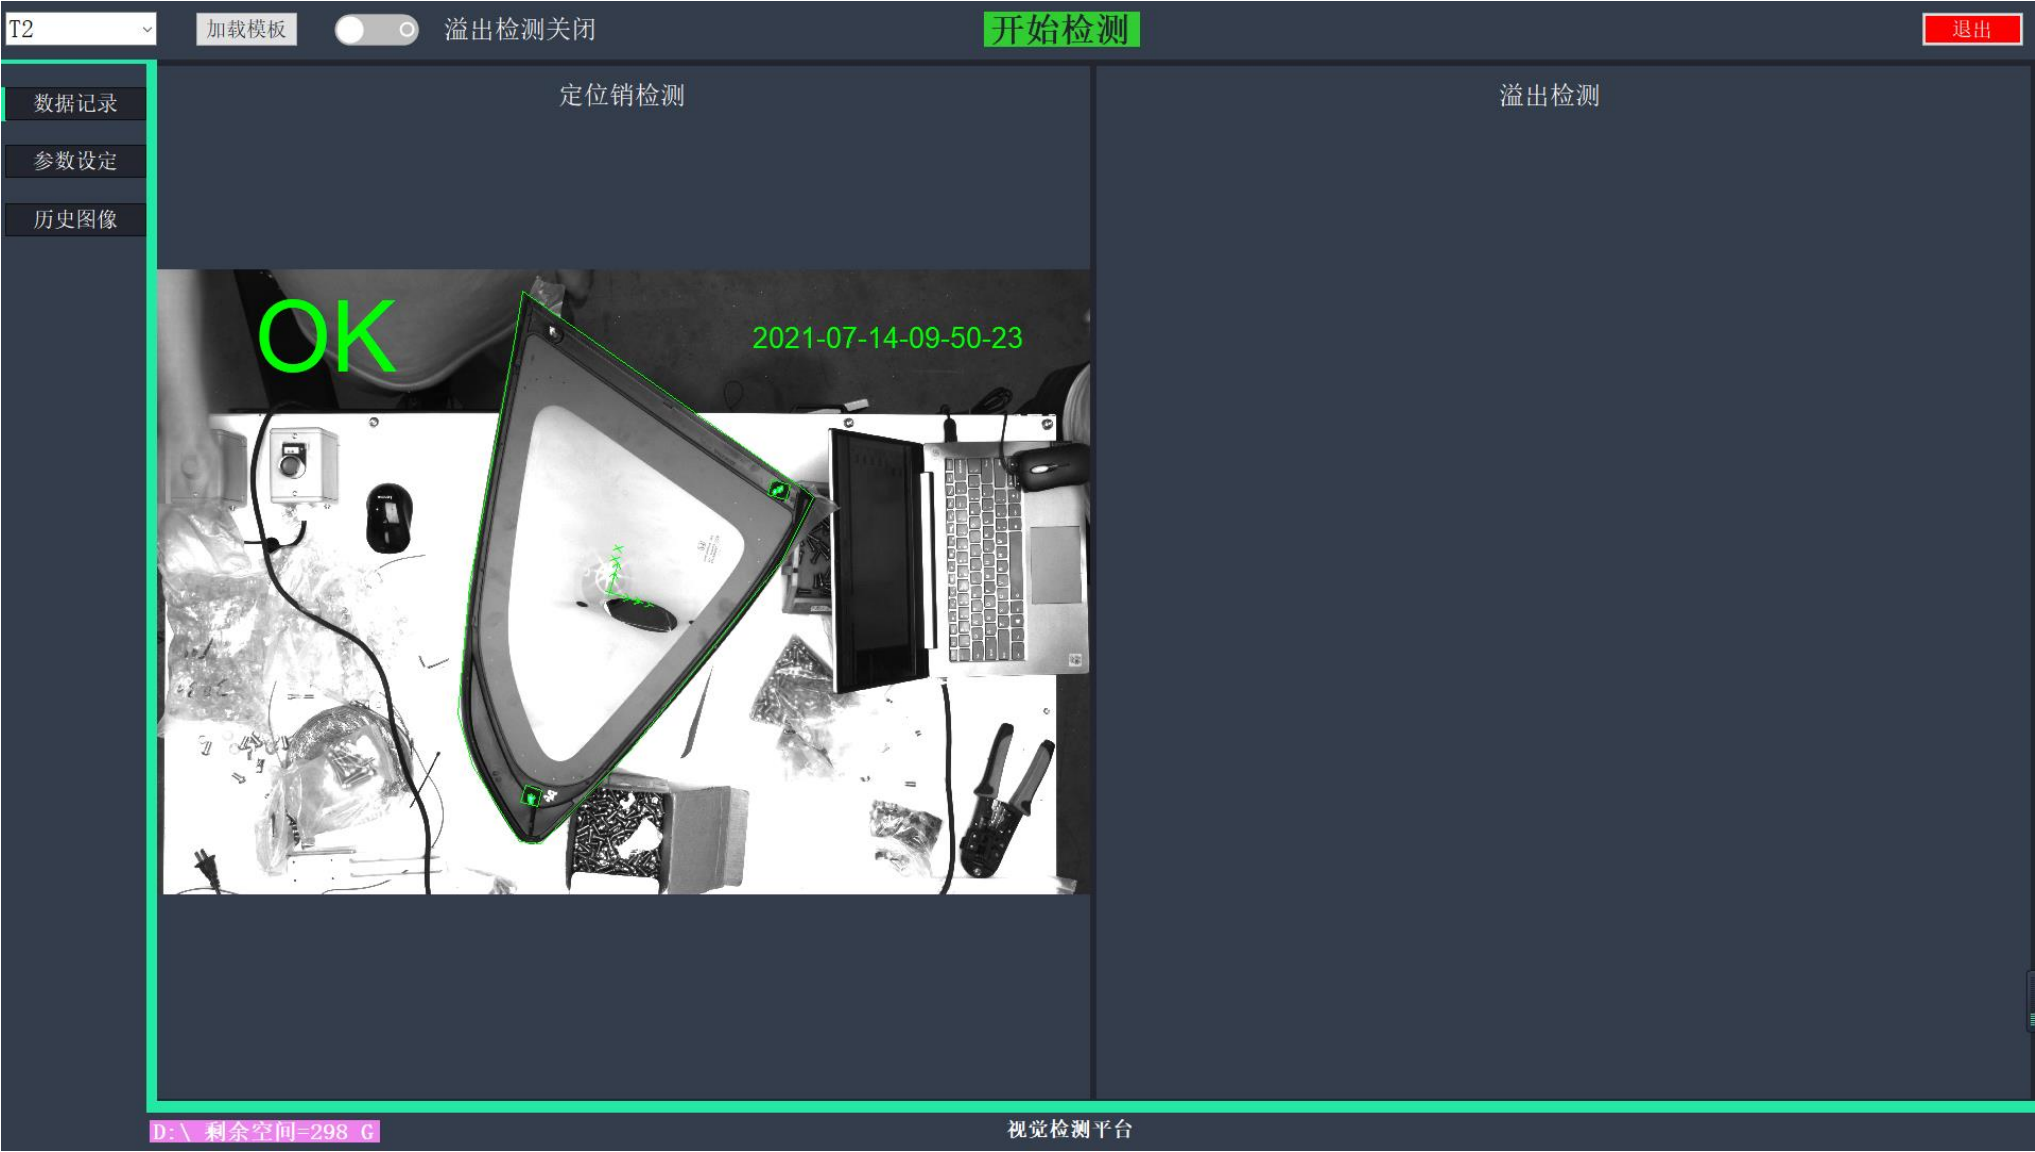 T2
加载模板
溢出检测关闭
开始检测
退出
数据记录
参数设定
历史图像
定位销检测
溢出检测
OK
2021-07-14-09-50-23
X
Y
D:\ 剩余空间=298 G
视觉检测平台